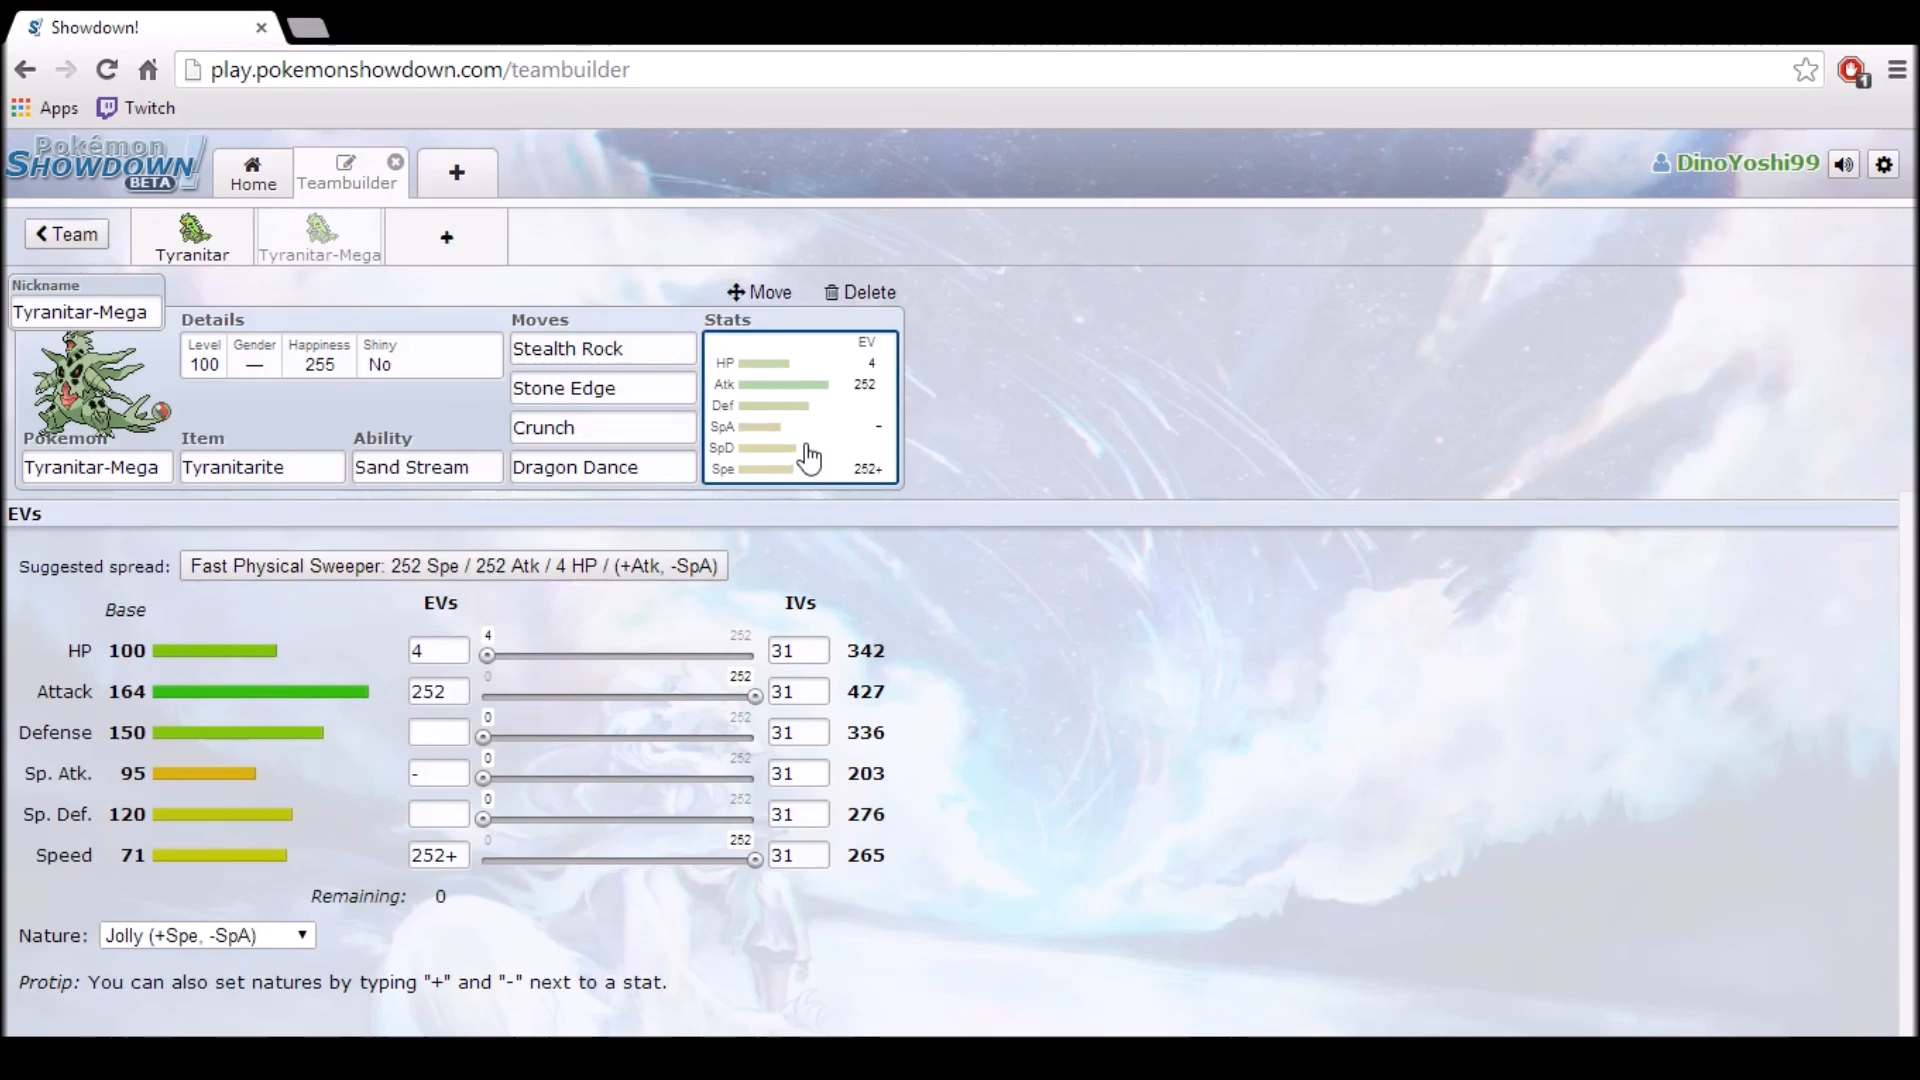 Showdown!
play.pokemonshowdown.com/teambuilder
1
Apps Twitch
Pokémon
SHOWDOWN!
BETA
Home
Teambuilder
+
DinoYoshi99
Team
Tyranitar
Tyranitar-Mega
+
Nickname
Tyranitar-Mega
Move Delete
Details Moves Stats
Level Gender Happiness Shiny
100 — 255 No
Stealth Rock
Stone Edge
Crunch
Dragon Dance
EV
HP 4
Atk 252
Def
SpA -
SpD
Spe 252+
Pokemon Item Ability
Tyranitar-Mega Tyranitarite Sand Stream
EVs
Suggested spread: Fast Physical Sweeper: 252 Spe / 252 Atk / 4 HP / (+Atk, -SpA)
Base EVs IVs
4 252
HP 100 4 31 342
0 252
Attack 164 252 31 427
0 252
Defense 150 31 336
0 252
Sp. Atk. 95 - 31 203
0 252
Sp. Def. 120 31 276
0 252
Speed 71 252+ 31 265
Remaining: 0
Nature: Jolly (+Spe, -SpA)
Protip: You can also set natures by typing "+" and "-" next to a stat.